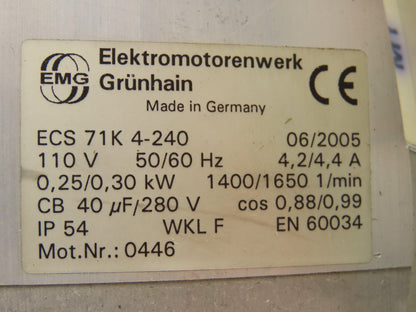 EMG
Elektromotorenwerk
Grünhain
CE
Made in Germany
ECS 71K 4-240 06/2005
110 V 50/60 Hz 4,2/4,4 A
0,25/0,30 kW 1400/1650 1/min
CB 40 µF/280 V cos 0,88/0,99
IP 54 WKL F EN 60034
Mot.Nr.: 0446